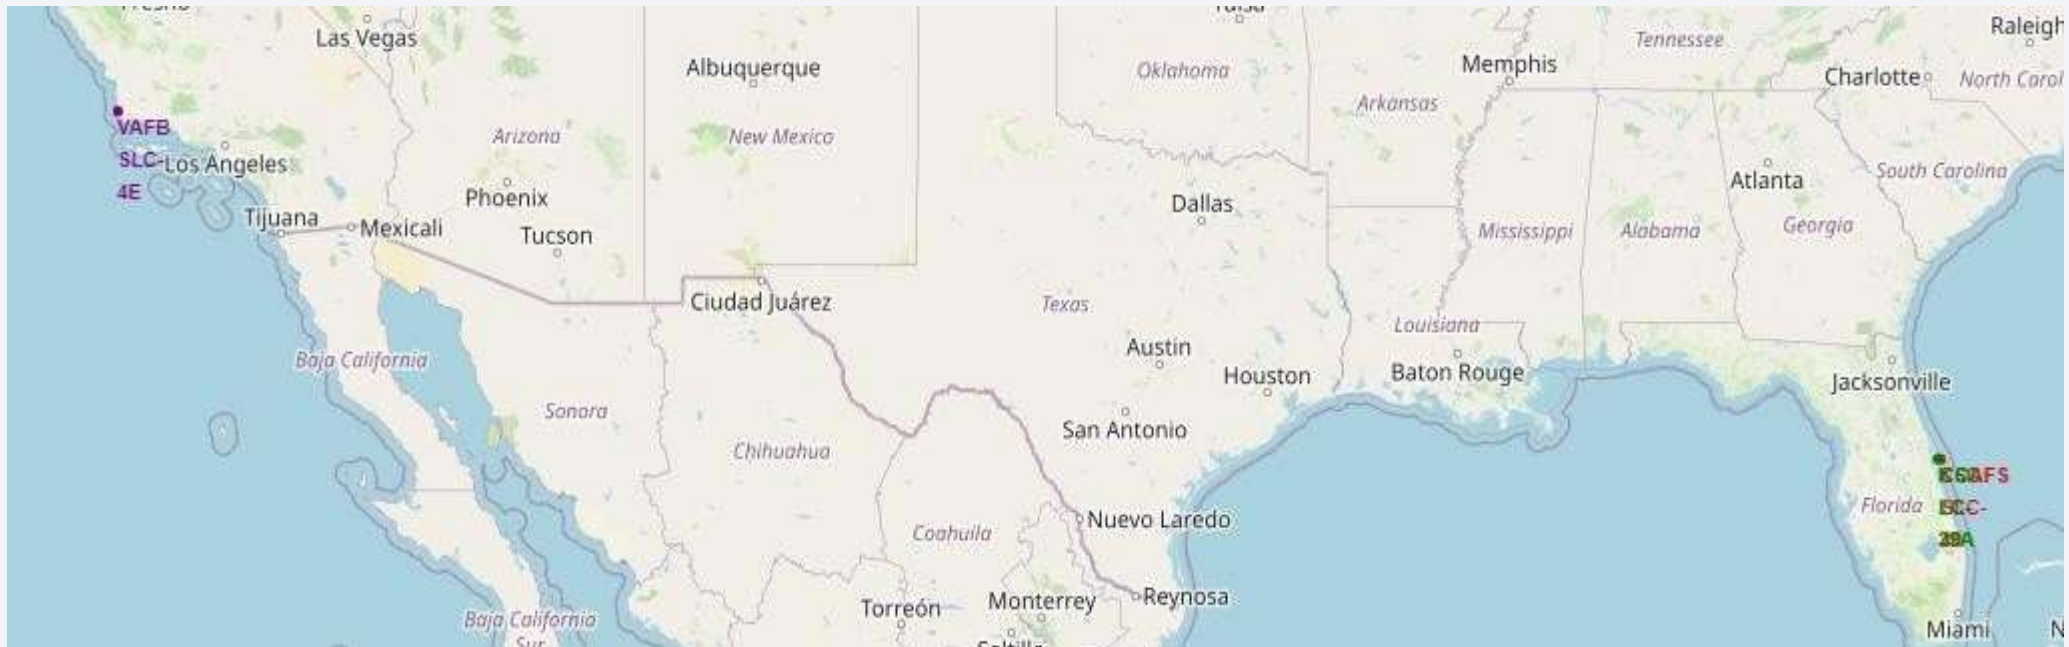 Las Vegas
Albuquerque
Oklahoma
Memphis
Tennessee
Raleigh
Charlotte
North Carol
VAFB
SLC-
4E
Los Angeles
Arizona
New Mexico
Arkansas
Phoenix
Tucson
Dallas
Mississippi
Alabama
Atlanta
Georgia
South Carolina
Tijuana
Mexicali
Ciudad Juárez
Texas
Louisiana
Austin
Houston
Baton Rouge
Jacksonville
Baja California
Sonora
Chihuahua
San Antonio
Florida
Coahuila
Nuevo Laredo
Torreón
Monterrey
Reynosa
Baja California
Sur
Miami
N